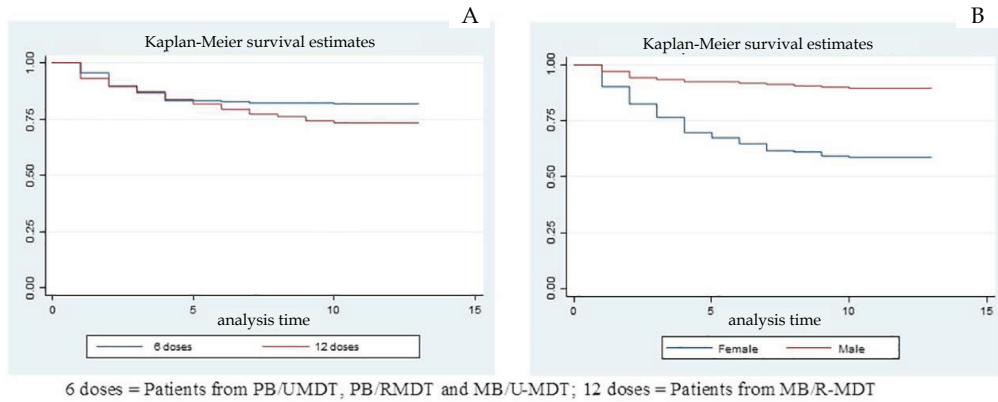 A
Kaplan-Meier survival estimates
1.00
0.75
0.50
0.25
0.00
0
5
10
15
analysis time
6 doses
12 doses
B
Kaplan-Meier survival estimates
1.00
0.75
0.50
0.25
0.00
0
5
10
15
analysis time
Female
Male
6 doses = Patients from PB/UMDT, PB/RMDT and MB/U-MDT; 12 doses = Patients from MB/R-MDT